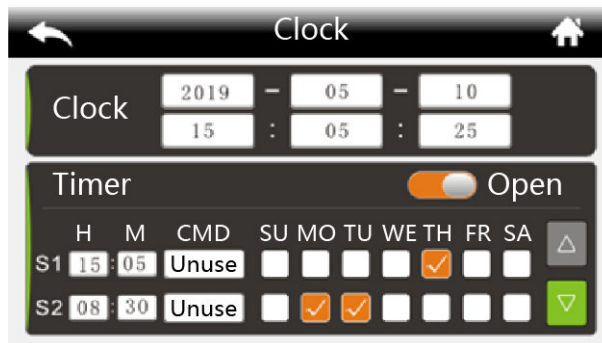 Clock
Clock 2019 - 05 - 10
15 : 05 : 25
Timer Open
H M CMD SU MO TU WE TH FR SA
S1 15 : 05 Unuse
S2 08 : 30 Unuse